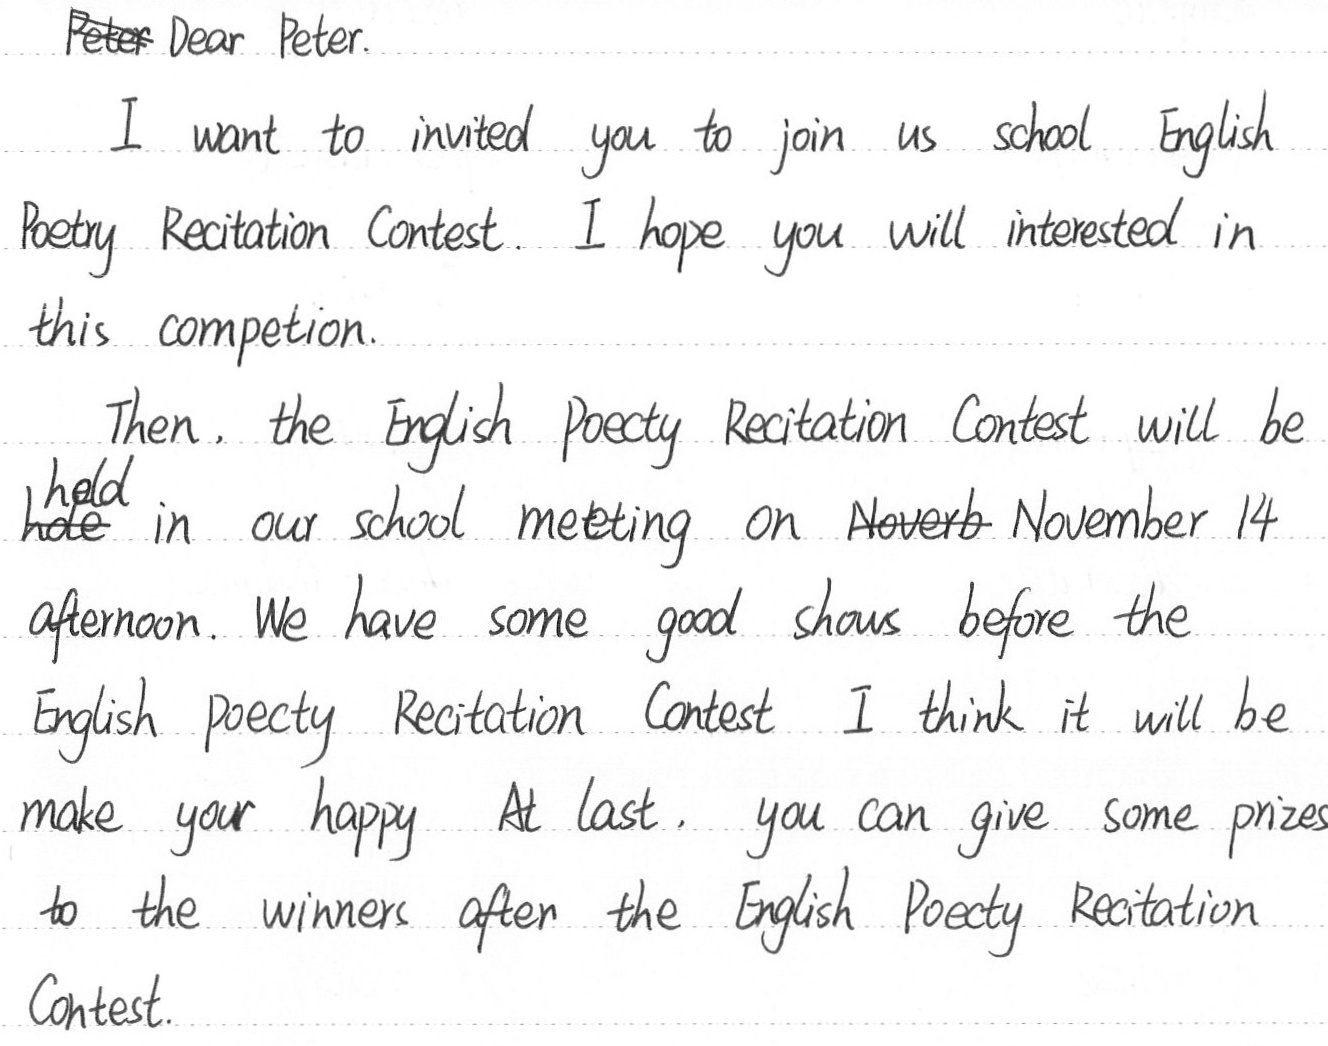 Dear Peter.
I want to invited you to join us school English
Poetry Recitation Contest. I hope you will interested in
this competion.
Then, the English Poecty Recitation Contest will be
held
in our school meeting on November 14
afternoon. We have some good shows before the
English poecty Recitation Contest I think it will be
make your happy At last, you can give some prizes
to the winners after the English Poecty Recitation
Contest.